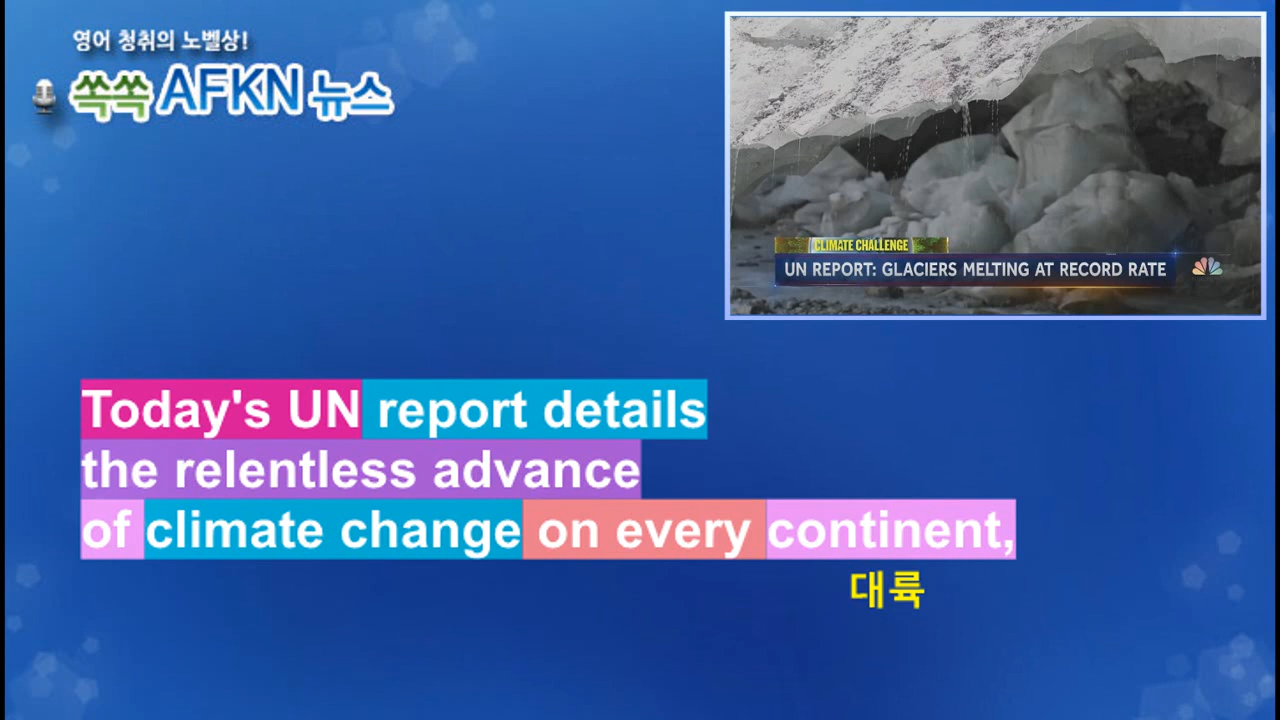 영어 청취의 노벨상!
쏙쏙 AFKN 뉴스
CLIMATE CHALLENGE
UN REPORT: GLACIERS MELTING AT RECORD RATE
Today's UN report details
the relentless advance
of climate change on every continent,
대륙